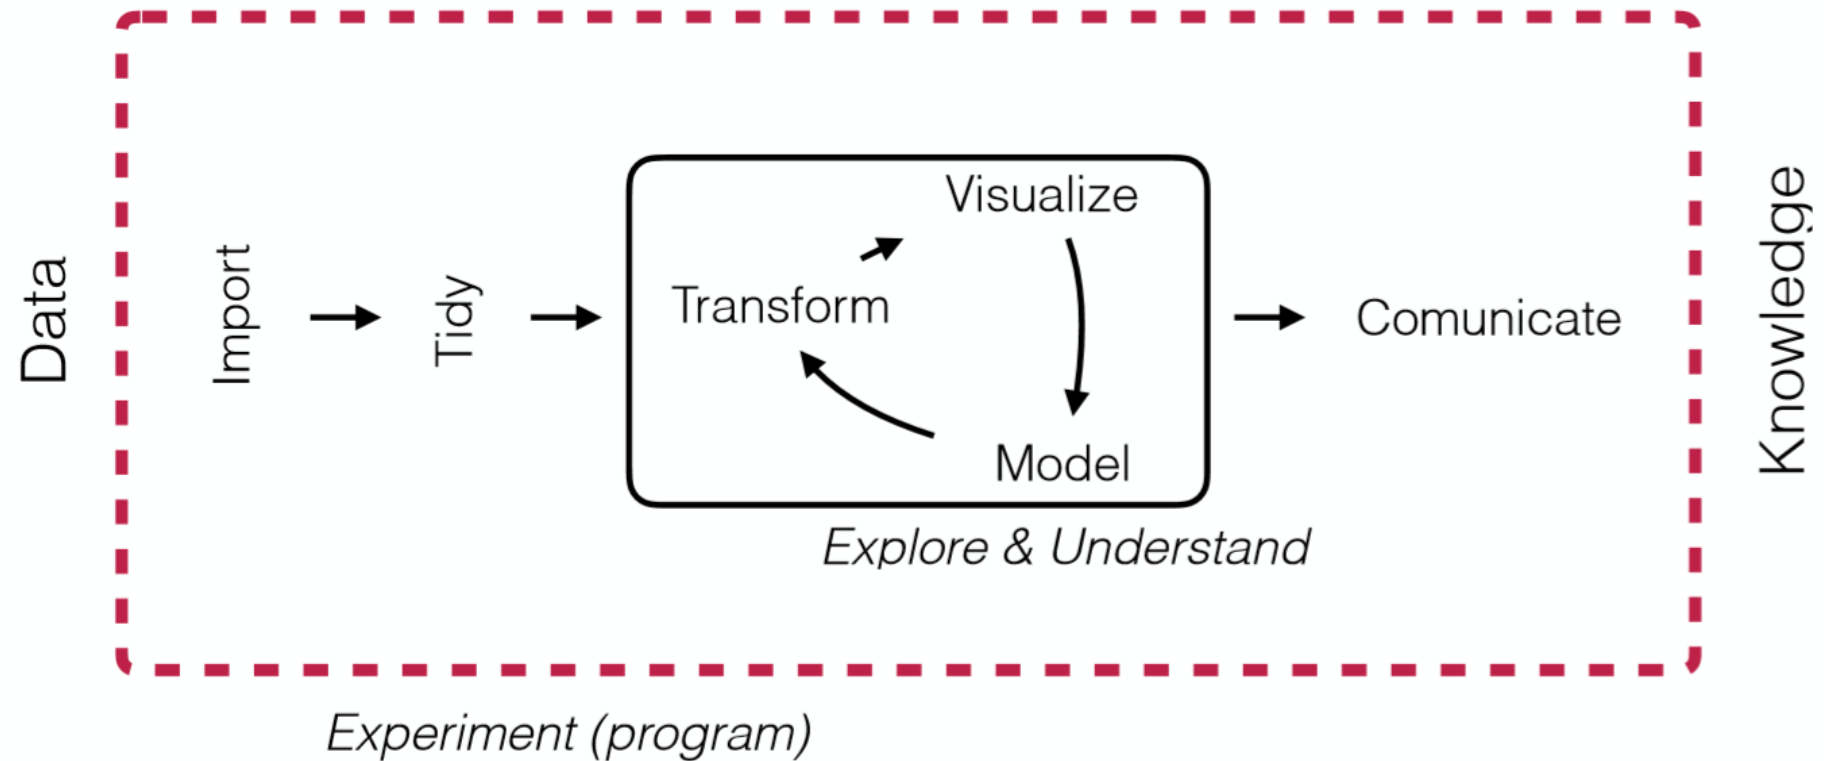 Data
Import
Tidy
Transform
Visualize
Model
Explore & Understand
Comunicate
Knowledge
Experiment (program)